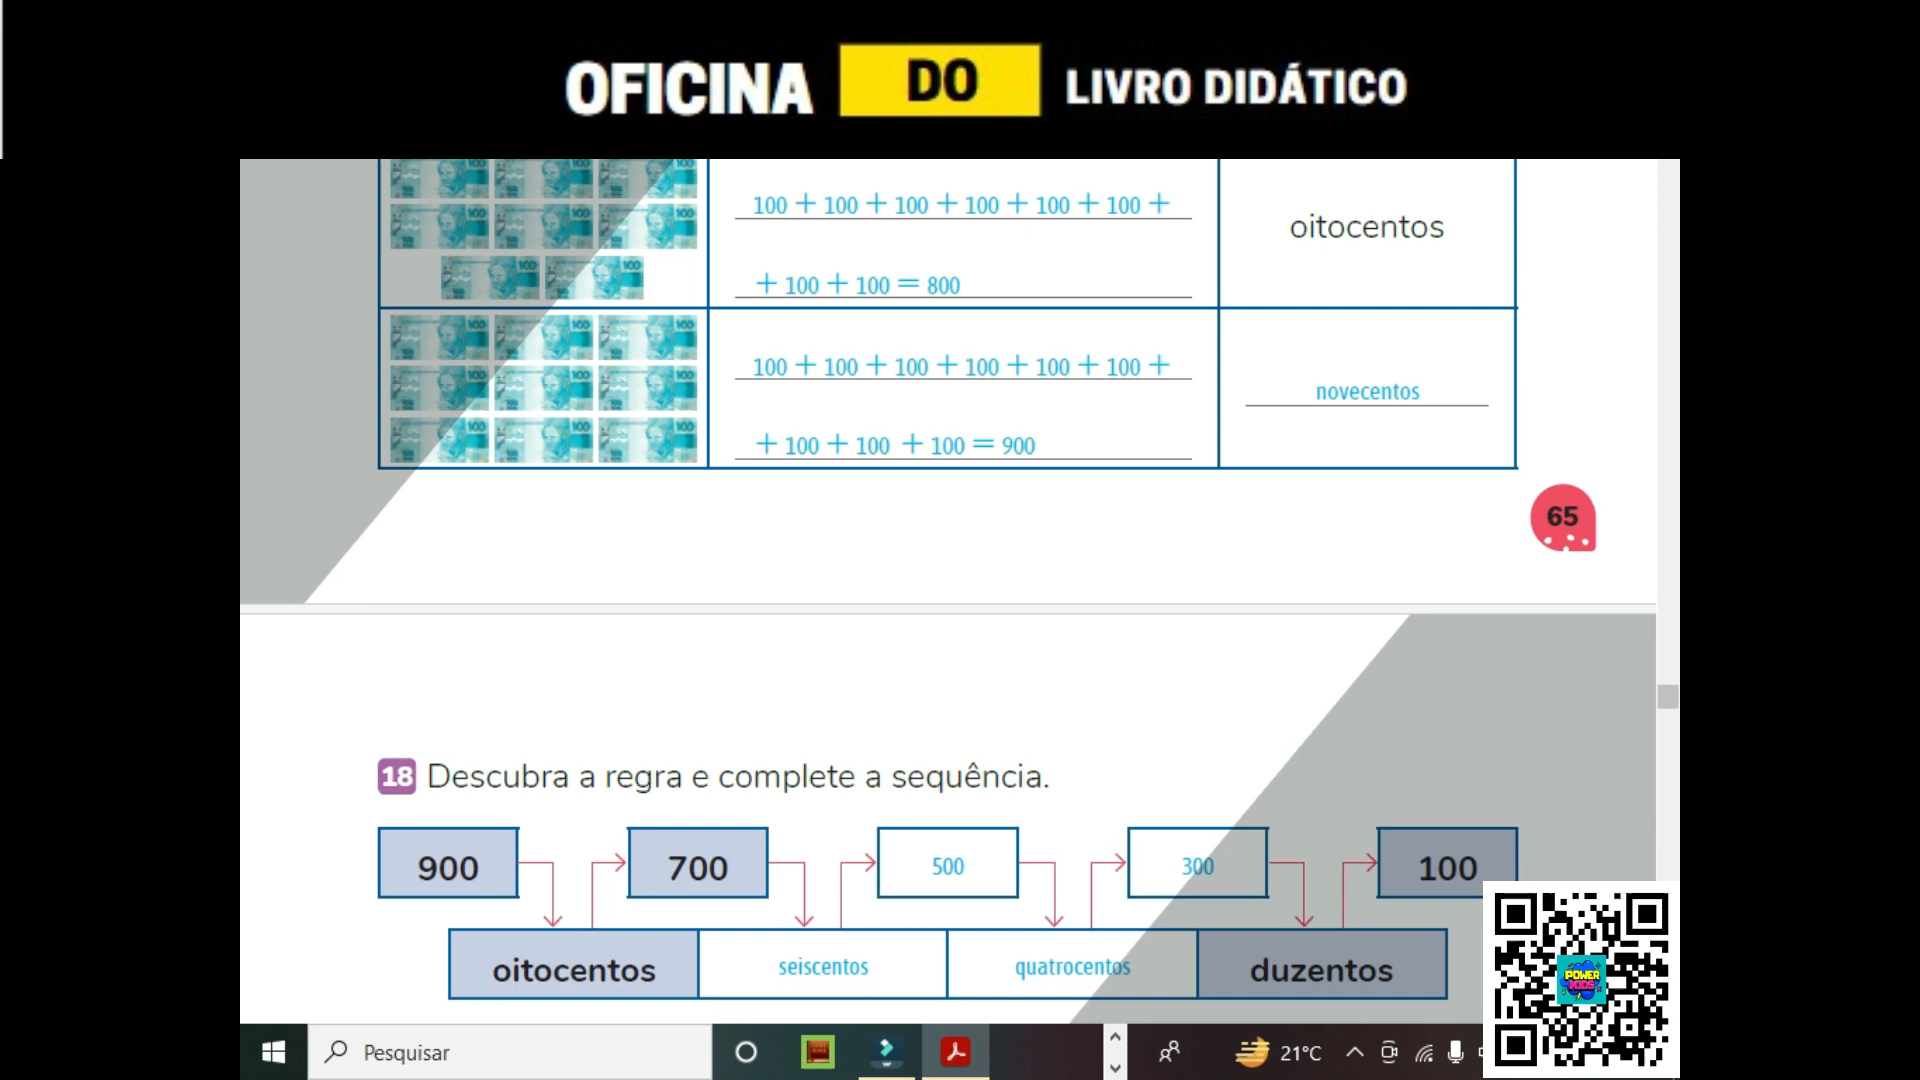 OFICINA DO LIVRO DIDÁTICO
100 + 100 + 100 + 100 + 100 + 100 +
+ 100 + 100 = 800
oitocentos
100 + 100 + 100 + 100 + 100 + 100 +
+ 100 + 100 + 100 = 900
novecentos
65
18 Descubra a regra e complete a sequência.
900 700 500 300 100
oitocentos seiscentos quatrocentos duzentos
POWER
KIDS
Pesquisar
21°C